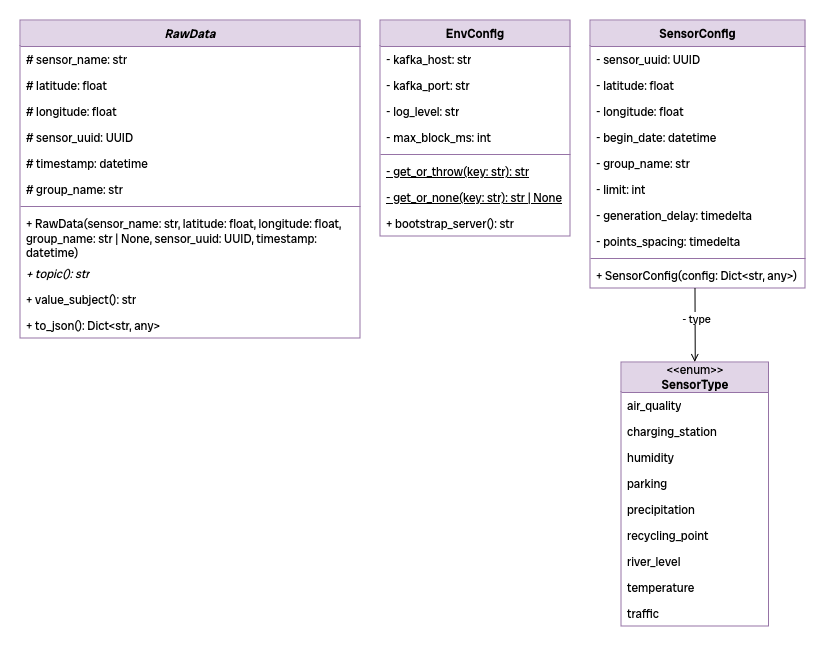 RawData
# sensor_name: str
# latitude: float
# longitude: float
# sensor_uuid: UUID
# timestamp: datetime
# group_name: str
+ RawData(sensor_name: str, latitude: float, longitude: float,
group_name: str | None, sensor_uuid: UUID, timestamp:
datetime)
+ topic(): str
+ value_subject(): str
+ to_json(): Dict<str, any>
EnvConfig
- kafka_host: str
- kafka_port: str
- log_level: str
- max_block_ms: int
- get_or_throw(key: str): str
- get_or_none(key: str): str | None
+ bootstrap_server(): str
SensorConfig
- sensor_uuid: UUID
- latitude: float
- longitude: float
- begin_date: datetime
- group_name: str
- limit: int
- generation_delay: timedelta
- points_spacing: timedelta
+ SensorConfig(config: Dict<str, any>)
- type
<<enum>>
SensorType
air_quality
charging_station
humidity
parking
precipitation
recycling_point
river_level
temperature
traffic